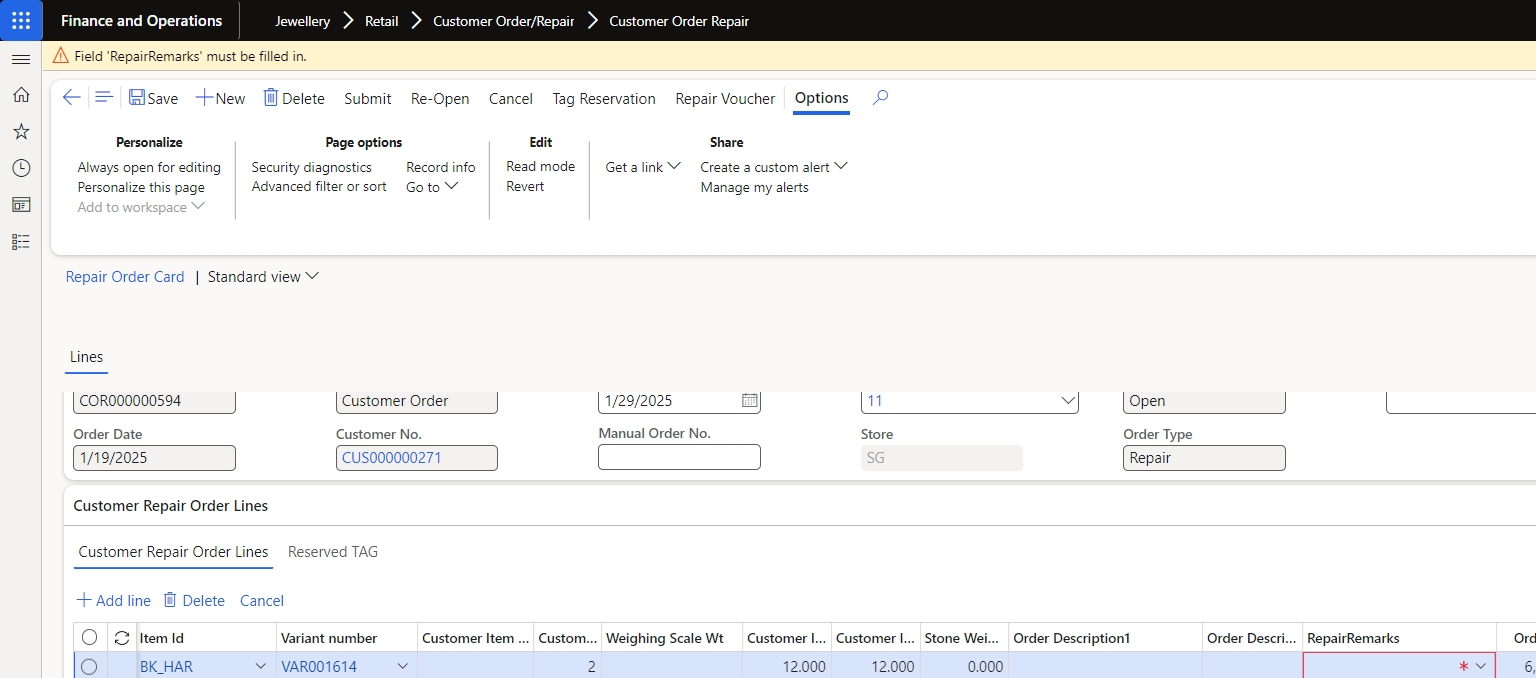 Finance and Operations Jewellery Retail Customer Order/Repair Customer Order Repair
Field 'RepairRemarks' must be filled in.
Save New Delete Submit Re-Open Cancel Tag Reservation Repair Voucher Options
Personalize Page options Edit Share
Always open for editing Security diagnostics Record info Read mode Get a link Create a custom alert
Personalize this page Advanced filter or sort Go to Revert Manage my alerts
Add to workspace
Repair Order Card | Standard view
Lines
COR000000594 Customer Order 1/29/2025 11 Open
Order Date Customer No. Manual Order No. Store Order Type
1/19/2025 CUS000000271 SG Repair
Customer Repair Order Lines
Customer Repair Order Lines Reserved TAG
Add line Delete Cancel
Item Id Variant number Customer Item ... Custom... Weighing Scale Wt Customer I... Customer I... Stone Wei... Order Description1 Order Descri... RepairRemarks Ord
BK_HAR VAR001614 2 12.000 12.000 0.000 * 6,